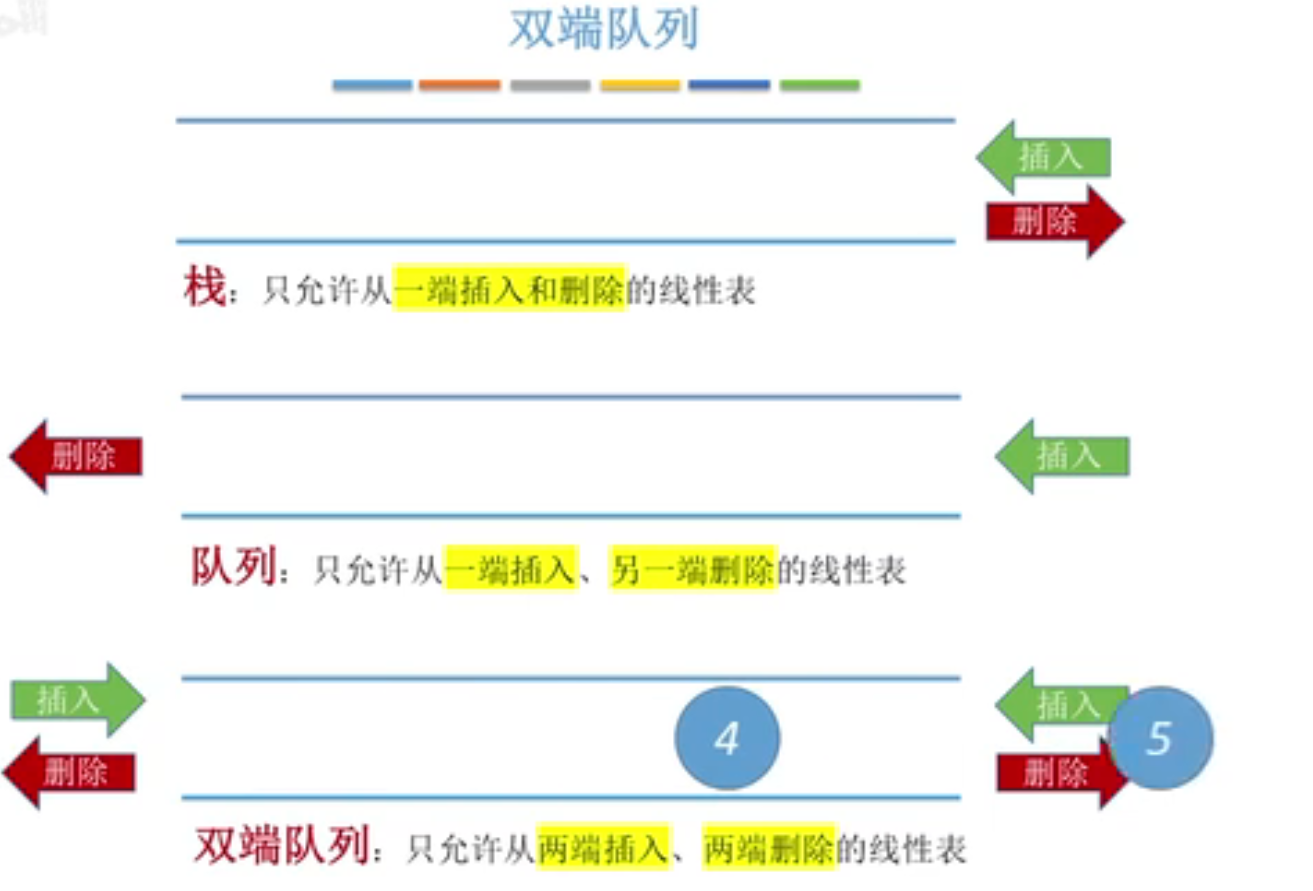 双端队列
插入
删除
栈：只允许从一端插入和删除的线性表
删除
插入
队列：只允许从一端插入、另一端删除的线性表
插入
插入
4
5
删除
删除
双端队列：只允许从两端插入、两端删除的线性表